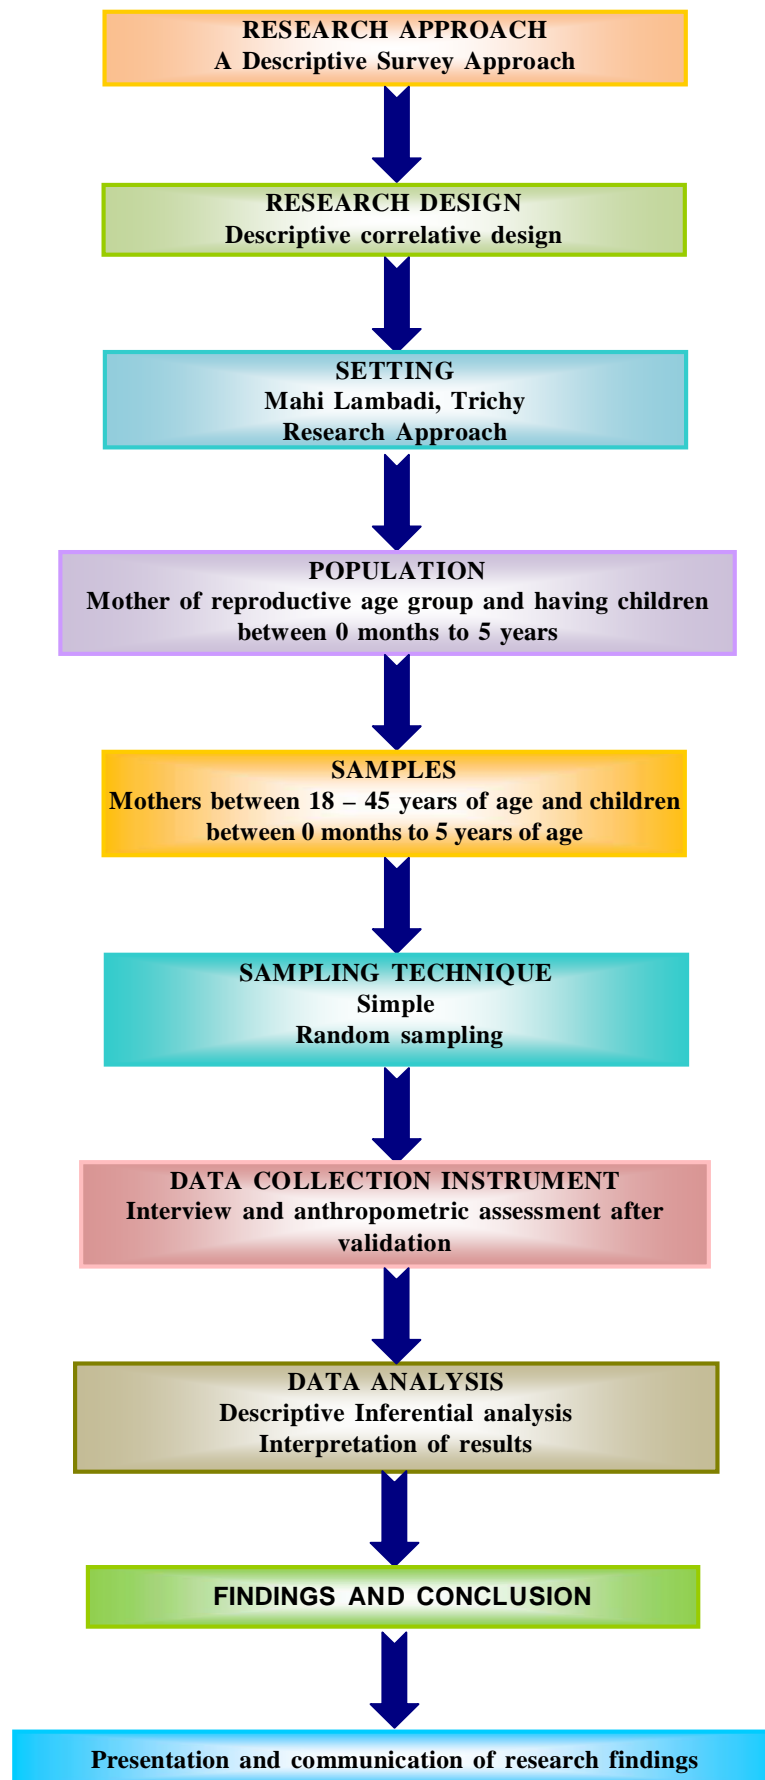 RESEARCH APPROACH
A Descriptive Survey Approach
RESEARCH DESIGN
Descriptive correlative design
SETTING
Mahi Lambadi, Trichy
Research Approach
POPULATION
Mother of reproductive age group and having children
between 0 months to 5 years
SAMPLES
Mothers between 18 – 45 years of age and children
between 0 months to 5 years of age
SAMPLING TECHNIQUE
Simple
Random sampling
DATA COLLECTION INSTRUMENT
Interview and anthropometric assessment after
validation
DATA ANALYSIS
Descriptive Inferential analysis
Interpretation of results
FINDINGS AND CONCLUSION
Presentation and communication of research findings